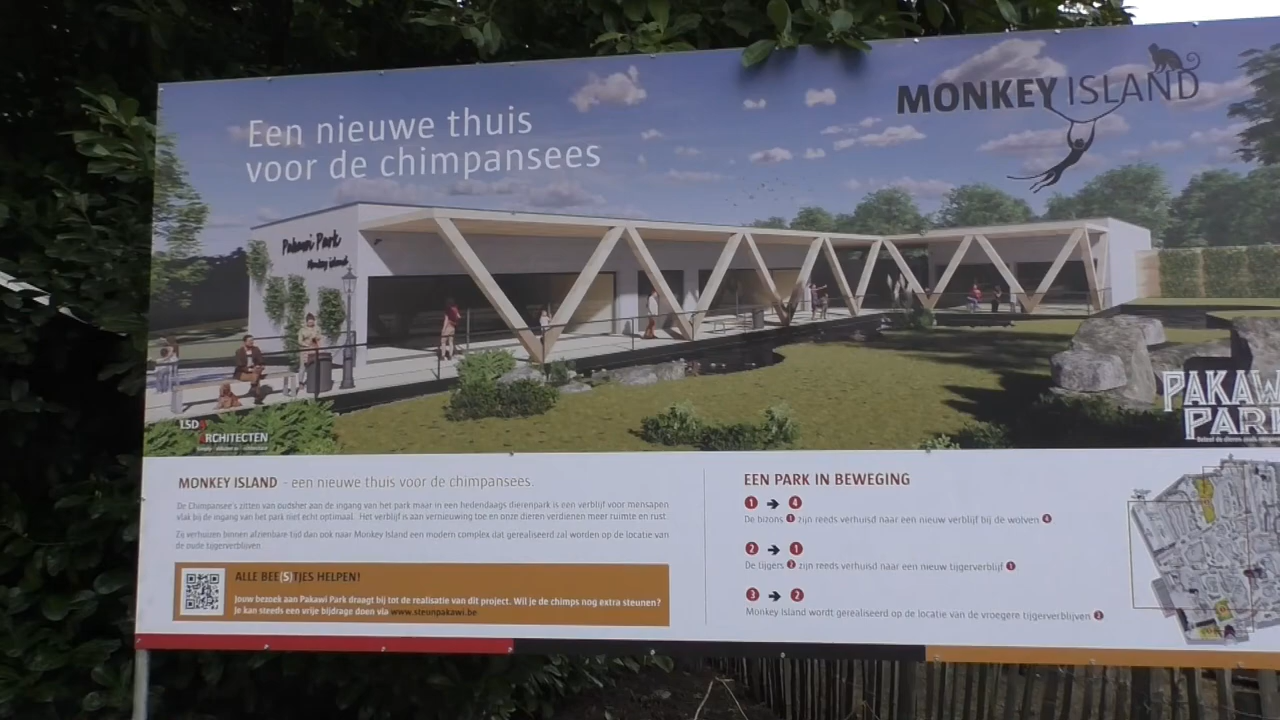 Een nieuwe thuis
voor de chimpansees
MONKEY ISLAND
Pakawi Park
Monkey island
LSD
ARCHITECTEN
PAKAWI
PARK
MONKEY ISLAND - een nieuwe thuis voor de chimpansees.
De Chimpansee's zitten van oudsher aan de ingang van het park maar in een hedendaags dierenpark is een verblijf voor mensapen
vlak bij de ingang van het park niet echt optimaal. Het verblijf is aan vernieuwing toe en onze dieren verdienen meer ruimte en rust.
Zij verhuizen binnen afzienbare tijd dan ook naar Monkey Island een modern complex dat gerealiseerd zal worden op de locatie van
de oude tijgerverblijven.
ALLE BEE(S)TJES HELPEN!
Jouw bezoek aan Pakawi Park draagt bij tot de realisatie van dit project. Wil je de chimps nog extra steunen?
Je kan steeds een vrije bijdrage doen via www.steunpakawi.be
EEN PARK IN BEWEGING
1 → 4
De bizons 1 zijn reeds verhuisd naar een nieuw verblijf bij de wolven 4
2 → 1
De tijgers 2 zijn reeds verhuisd naar een nieuw tijgerverblijf 1
3 → 2
Monkey Island wordt gerealiseerd op de locatie van de vroegere tijgerverblijven 2